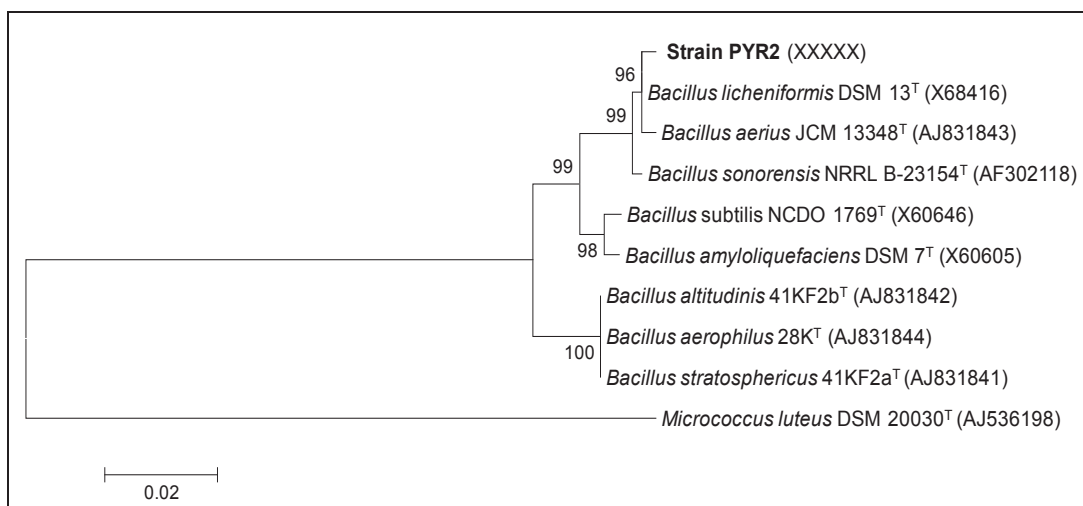 Strain PYR2 (XXXXX)
96
Bacillus licheniformis DSM 13ᵀ (X68416)
99
Bacillus aerius JCM 13348ᵀ (AJ831843)
99
Bacillus sonorensis NRRL B-23154ᵀ (AF302118)
Bacillus subtilis NCDO 1769ᵀ (X60646)
98
Bacillus amyloliquefaciens DSM 7ᵀ (X60605)
Bacillus altitudinis 41KF2bᵀ (AJ831842)
Bacillus aerophilus 28Kᵀ (AJ831844)
100
Bacillus stratosphericus 41KF2aᵀ (AJ831841)
Micrococcus luteus DSM 20030ᵀ (AJ536198)
0.02